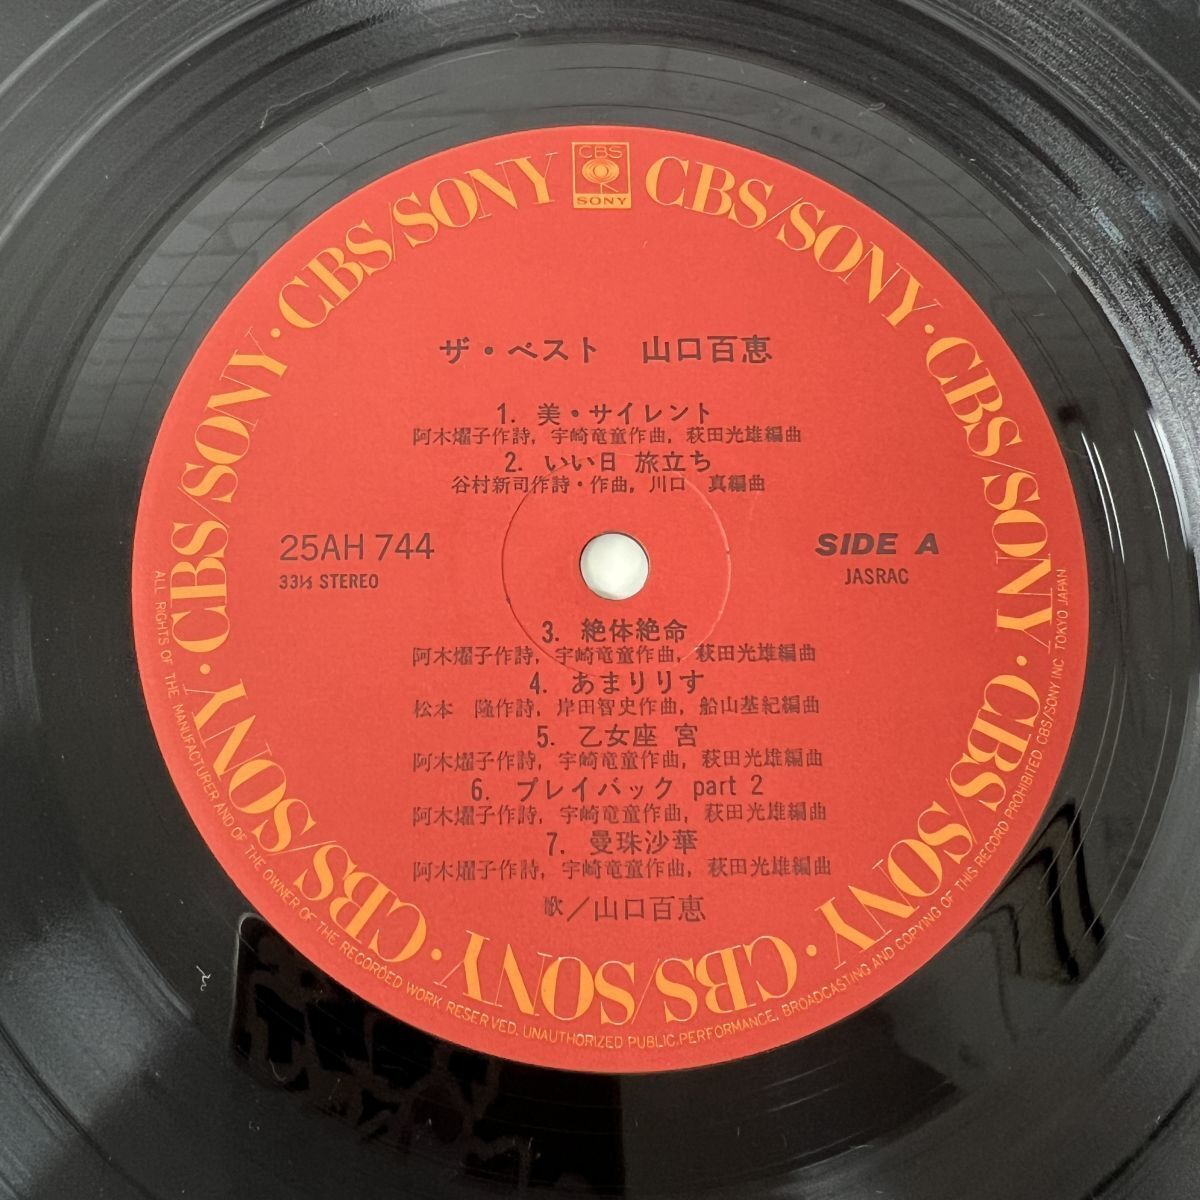 CBS
SONY
CBS/SONY · CBS/SONY · CBS/SONY · CBS/SONY · CBS/SONY · CBS/SONY · CBS/SONY · CBS/SONY
ザ・ベスト 山口百恵
1. 美・サイレント
阿木燿子作詩, 宇崎竜童作曲, 萩田光雄編曲
2. いい日 旅立ち
谷村新司作詩・作曲, 川口 真編曲
25AH 744
33⅓ STEREO
SIDE A
JASRAC
3. 絶体絶命
阿木燿子作詩, 宇崎竜童作曲, 萩田光雄編曲
4. あまりりす
松本 隆作詩, 岸田智史作曲, 船山基紀編曲
5. 乙女座 宮
阿木燿子作詩, 宇崎竜童作曲, 萩田光雄編曲
6. プレイバック part 2
阿木燿子作詩, 宇崎竜童作曲, 萩田光雄編曲
7. 曼珠沙華
阿木燿子作詩, 宇崎竜童作曲, 萩田光雄編曲
歌/山口百恵
ALL RIGHTS OF THE MANUFACTURER AND OF THE OWNER OF THE RECORDED WORK RESERVED. UNAUTHORIZED PUBLIC PERFORMANCE, BROADCASTING AND COPYING OF THIS RECORD PROHIBITED CBS/SONY INC TOKYO JAPAN